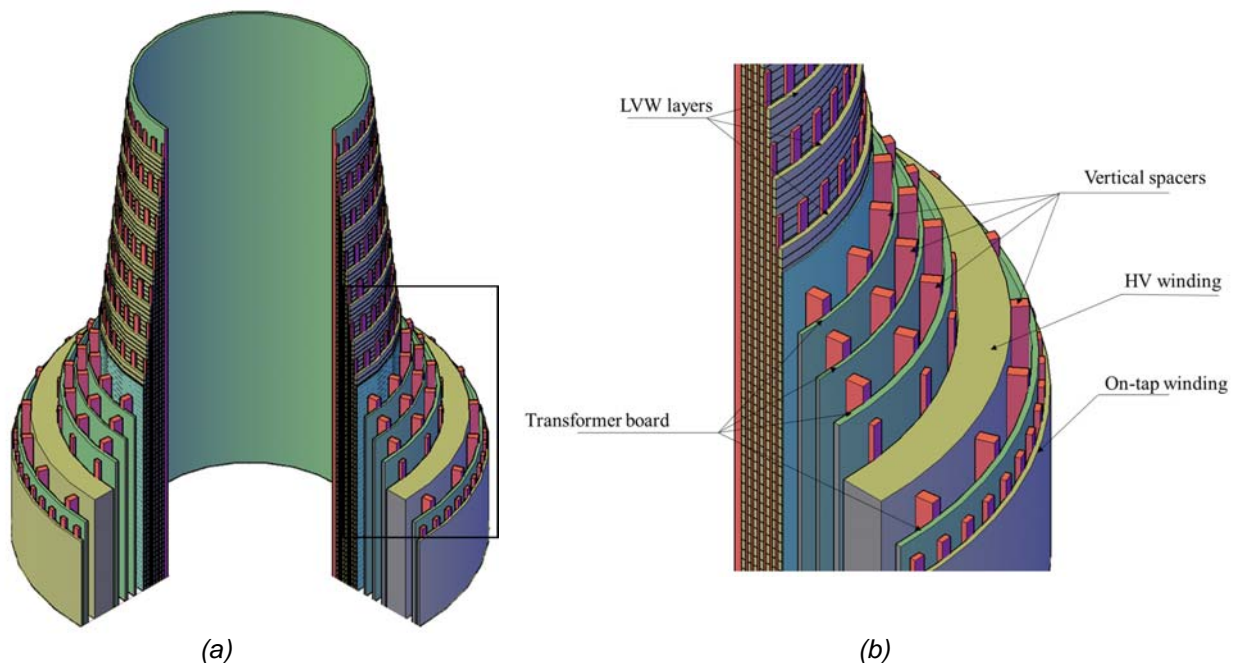 LVW layers
Vertical spacers
HV winding
On-tap winding
Transformer board
(a)
(b)